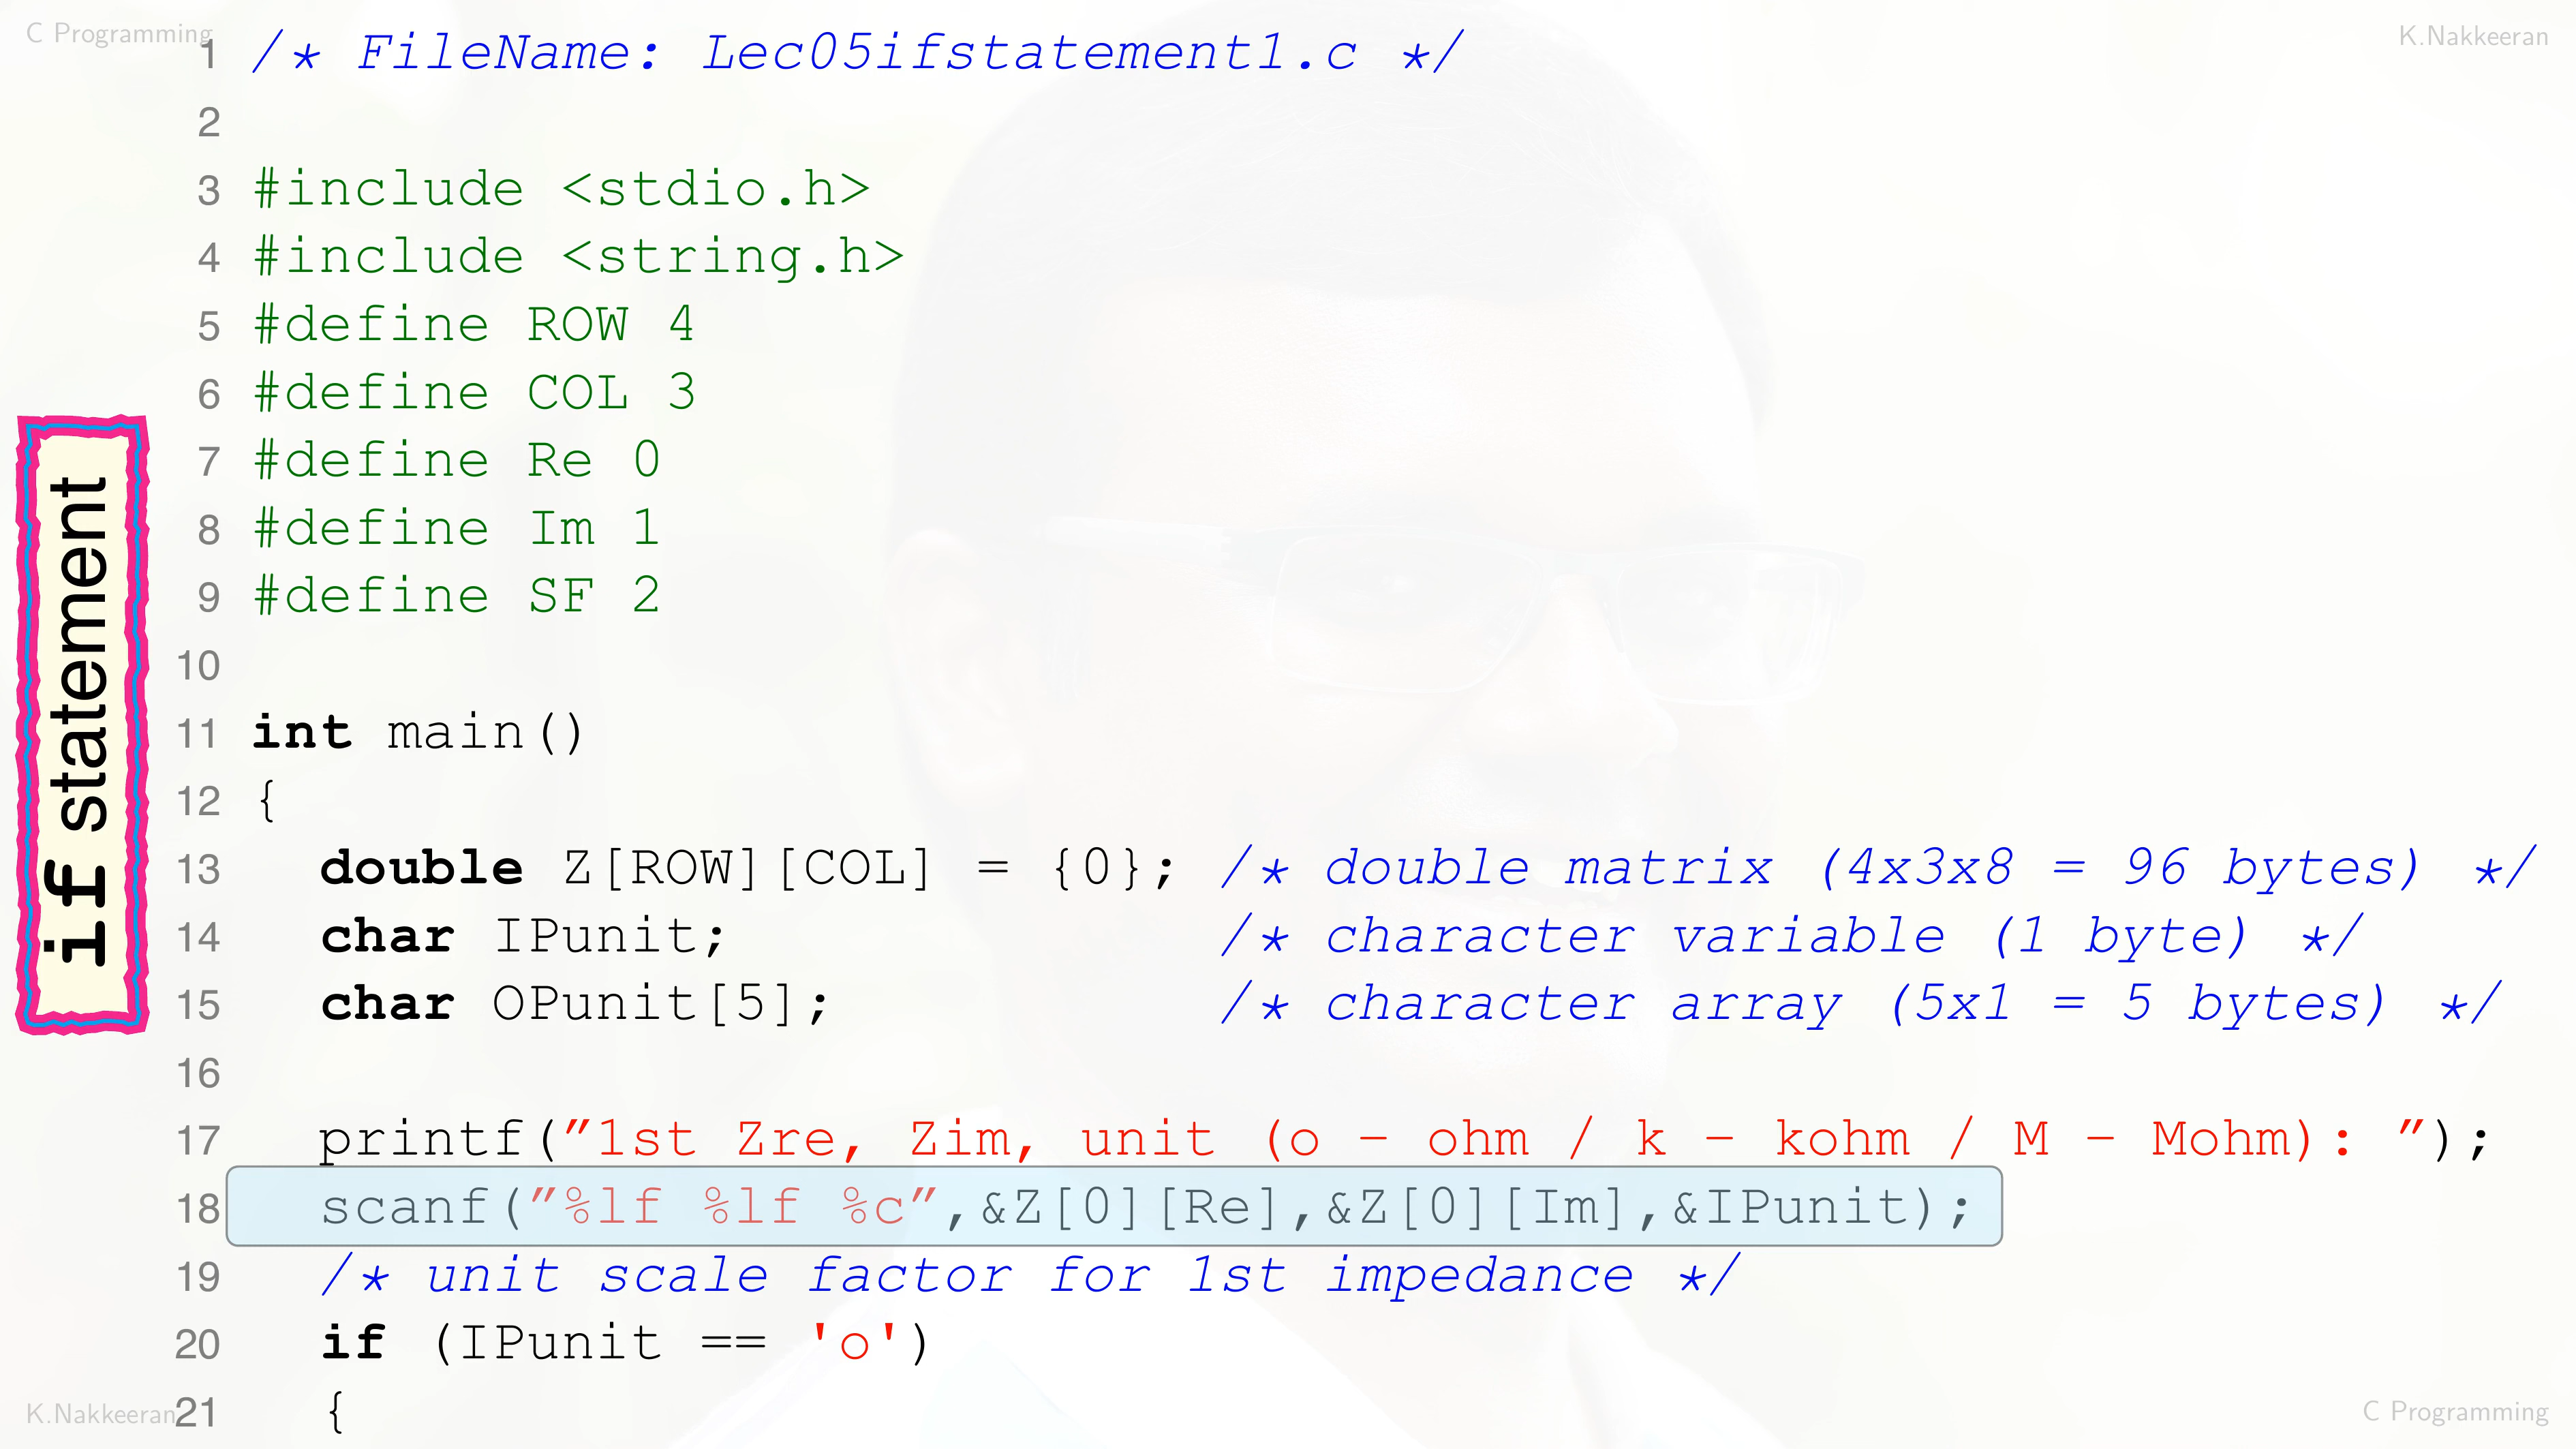 C Programming
K.Nakkeeran
if statement
1 /* FileName: Lec05ifstatement1.c */
2
3 #include <stdio.h>
4 #include <string.h>
5 #define ROW 4
6 #define COL 3
7 #define Re 0
8 #define Im 1
9 #define SF 2
10
11 int main()
12 {
13 double Z[ROW][COL] = {0}; /* double matrix (4x3x8 = 96 bytes) */
14 char IPunit; /* character variable (1 byte) */
15 char OPunit[5]; /* character array (5x1 = 5 bytes) */
16
17 printf("1st Zre, Zim, unit (o - ohm / k - kohm / M - Mohm): ");
18 scanf("%lf %lf %c",&Z[0][Re],&Z[0][Im],&IPunit);
19 /* unit scale factor for 1st impedance */
20 if (IPunit == 'o')
21 {
K.Nakkeeran
C Programming